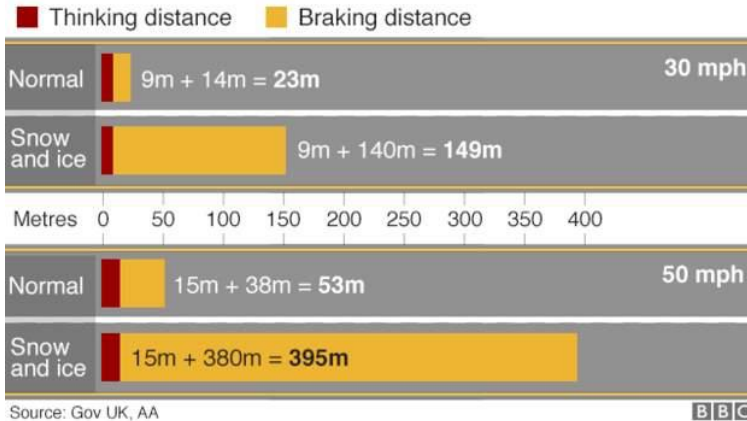 Thinking distance Braking distance
30 mph
Normal 9m + 14m = 23m
Snow
and ice 9m + 140m = 149m
Metres 0 50 100 150 200 250 300 350 400
50 mph
Normal 15m + 38m = 53m
Snow
and ice 15m + 380m = 395m
Source: Gov UK, AA BBC